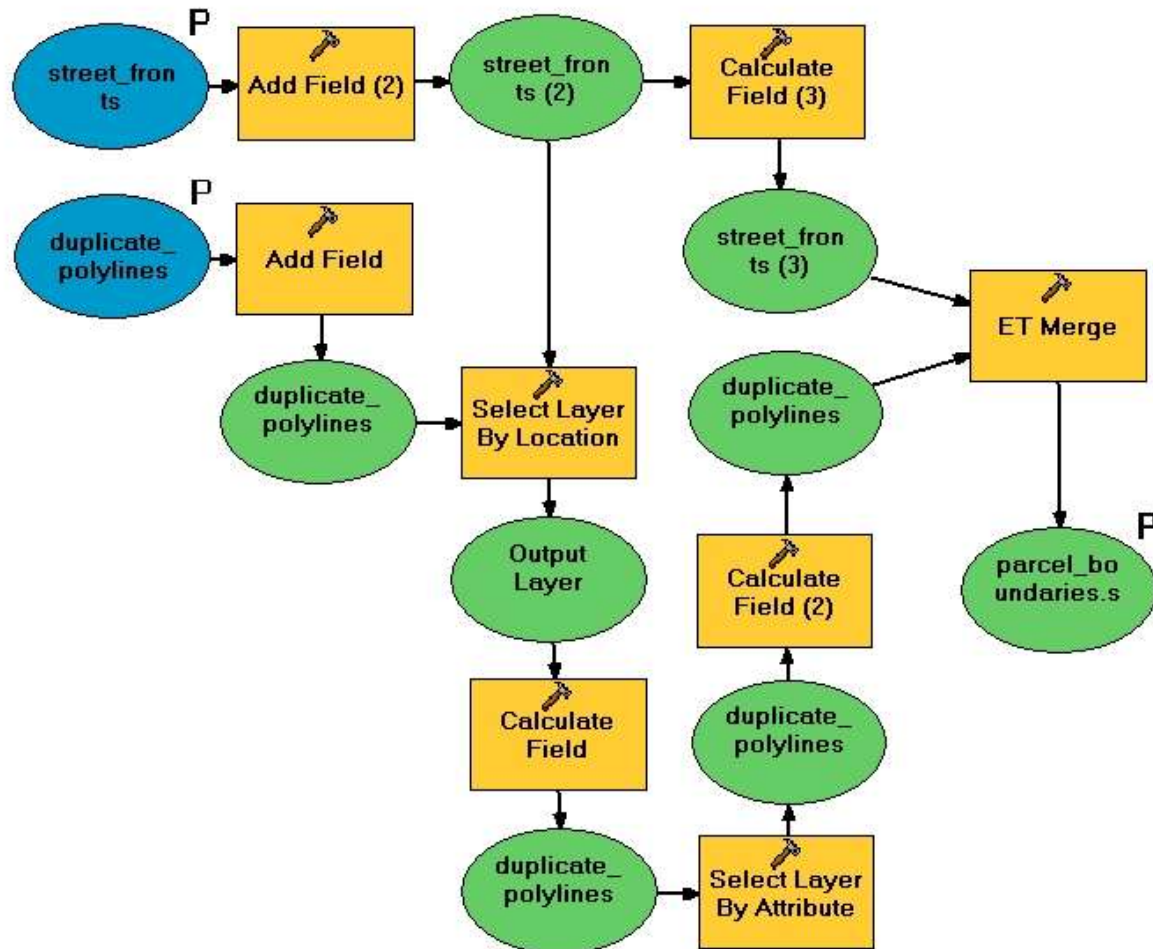 P
street_fron
ts
Add Field (2)
street_fron
ts (2)
Calculate
Field (3)
P
duplicate_
polylines
Add Field
street_fron
ts (3)
ET Merge
duplicate_
polylines
Select Layer
By Location
duplicate_
polylines
Output
Layer
Calculate
Field (2)
P
parcel_bo
undaries.s
Calculate
Field
duplicate_
polylines
duplicate_
polylines
Select Layer
By Attribute